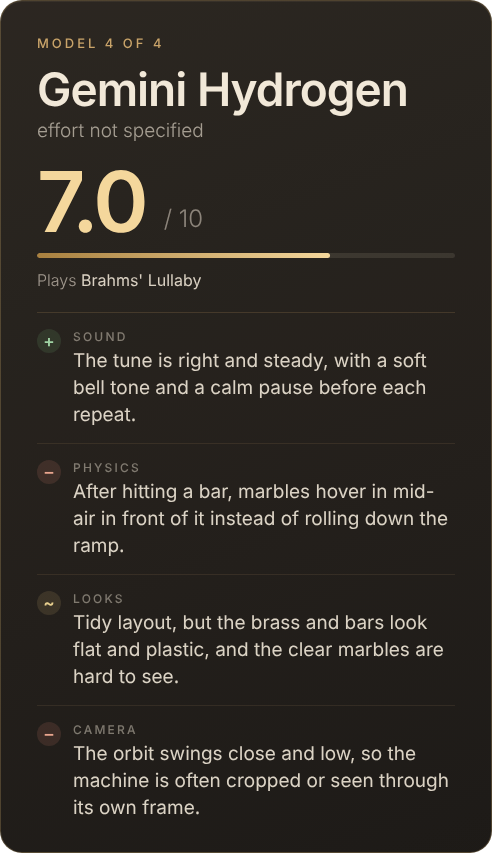 MODEL 4 OF 4
Gemini Hydrogen
effort not specified
7.0 / 10
Plays Brahms' Lullaby
+ SOUND
The tune is right and steady, with a soft
bell tone and a calm pause before each
repeat.
− PHYSICS
After hitting a bar, marbles hover in mid-
air in front of it instead of rolling down the
ramp.
~ LOOKS
Tidy layout, but the brass and bars look
flat and plastic, and the clear marbles are
hard to see.
− CAMERA
The orbit swings close and low, so the
machine is often cropped or seen through
its own frame.